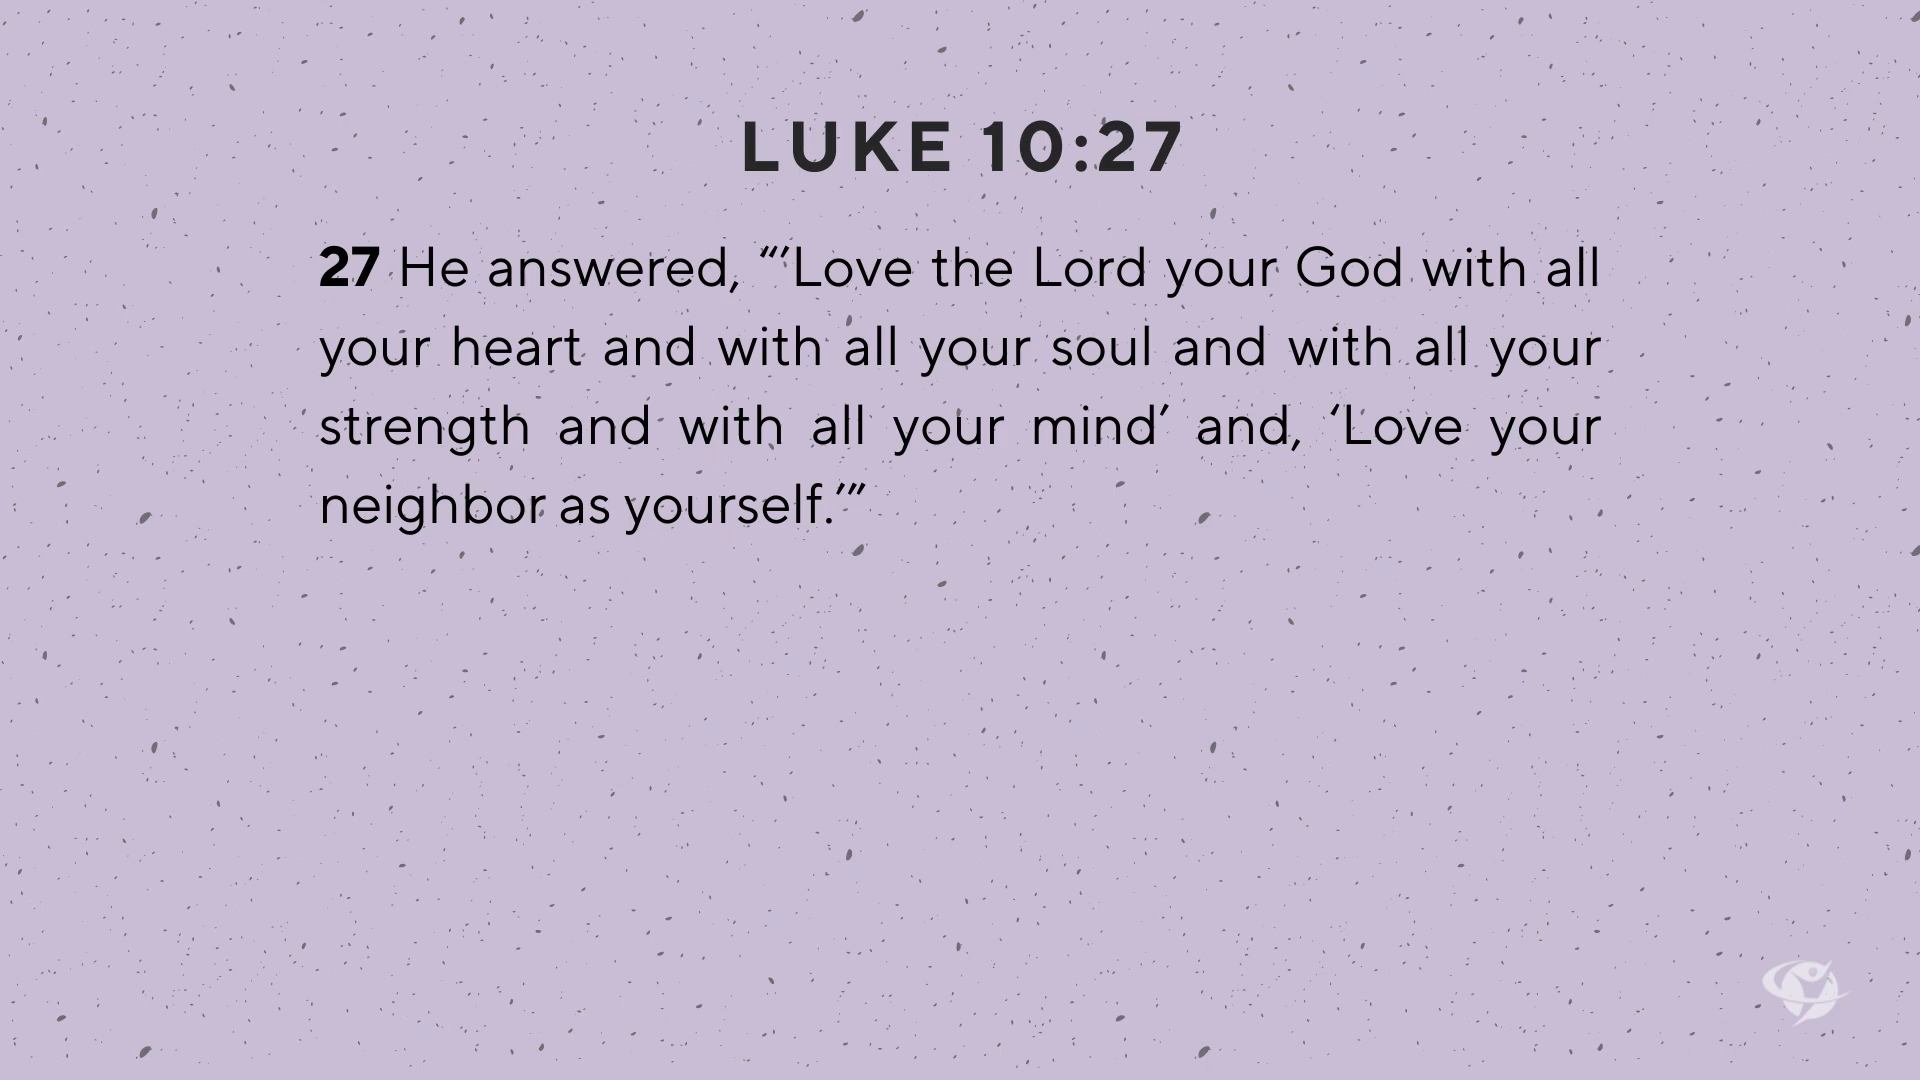 LUKE 10:27
27 He answered, “‘Love the Lord your God with all
your heart and with all your soul and with all your
strength and with all your mind’ and, ‘Love your
neighbor as yourself.’”